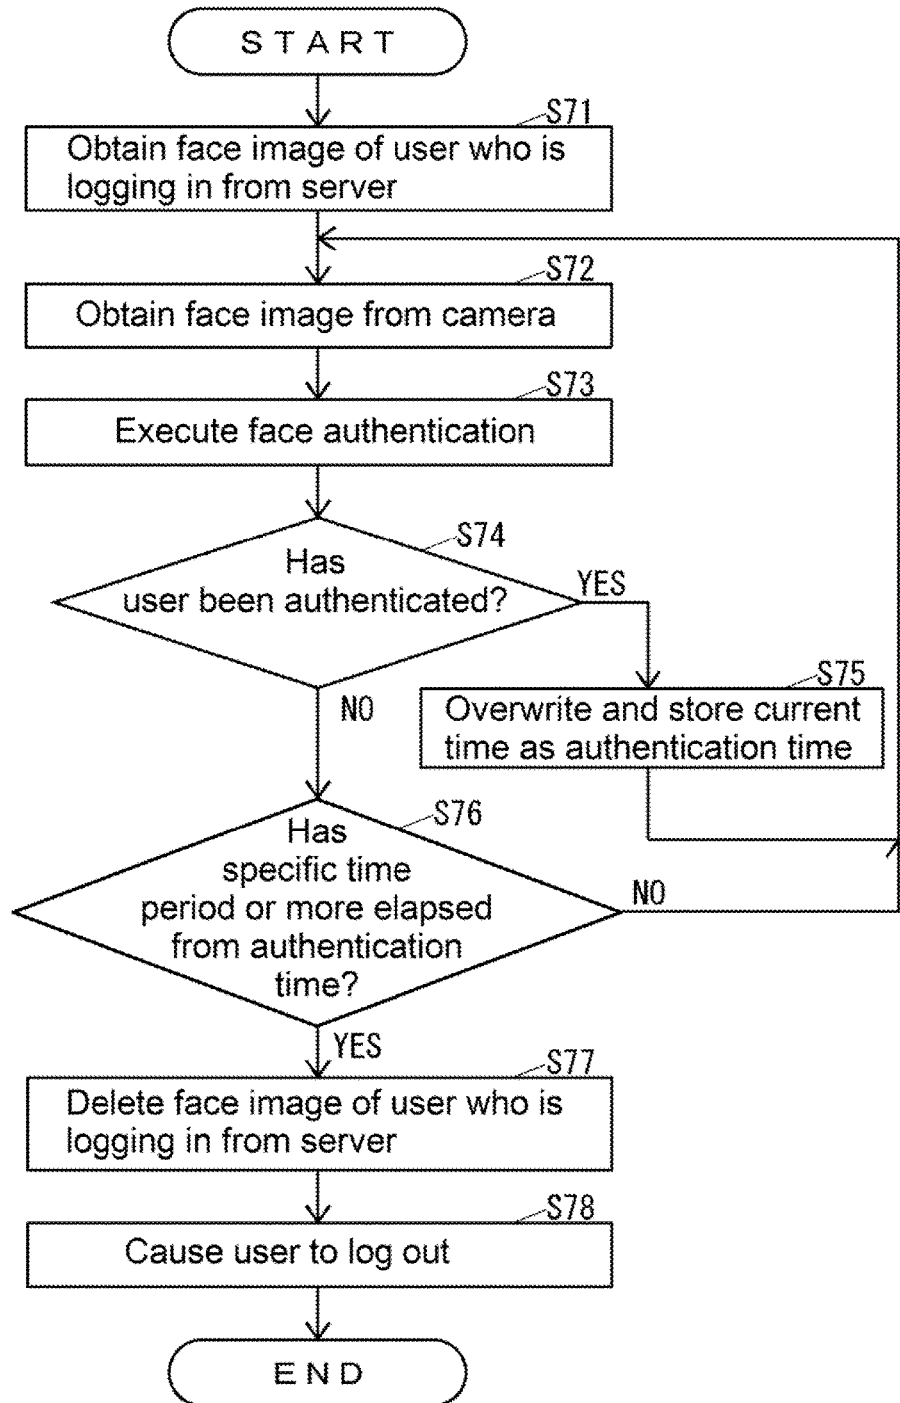 START
S71
Obtain face image of user who is
logging in from server
S72
Obtain face image from camera
S73
Execute face authentication
S74
Has
user been authenticated?
YES
NO
S75
Overwrite and store current
time as authentication time
S76
Has
specific time
period or more elapsed
from authentication
time?
NO
YES
S77
Delete face image of user who is
logging in from server
S78
Cause user to log out
END